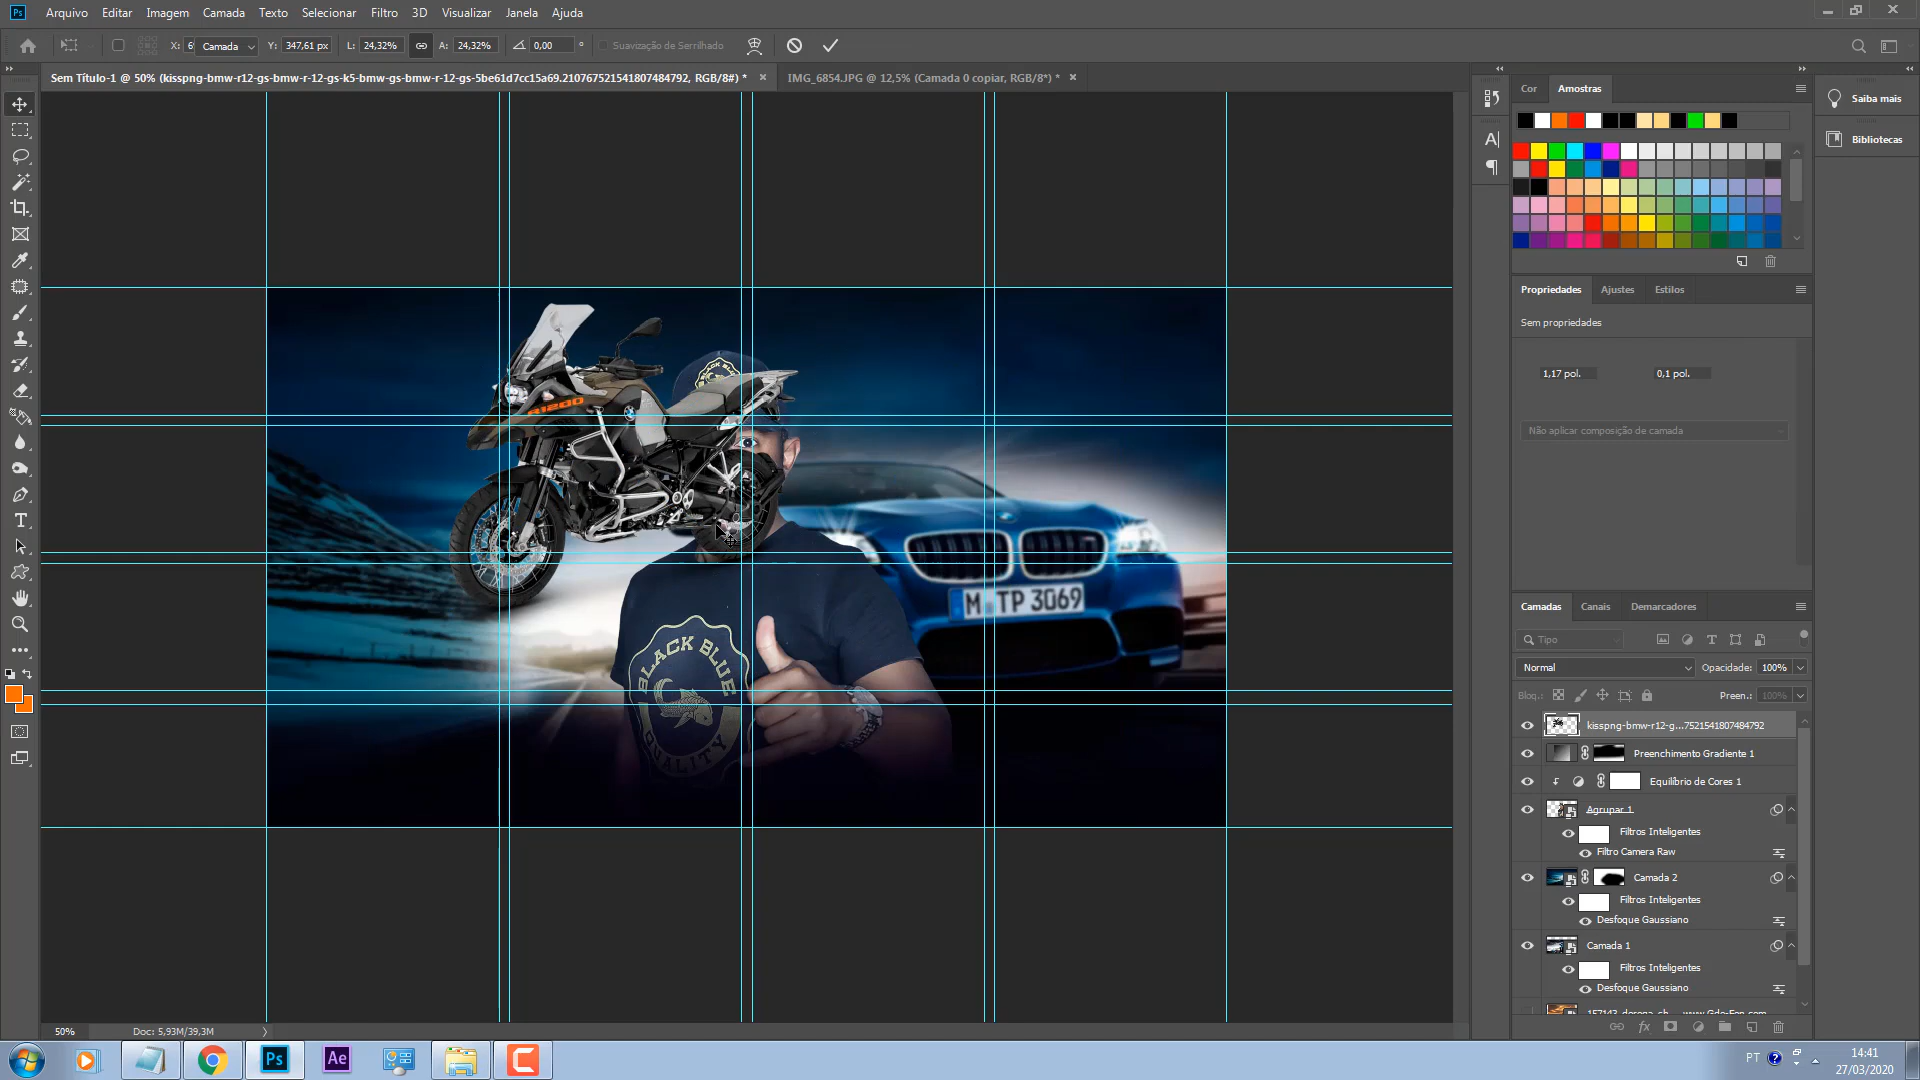 Ps Arquivo Editar Imagem Camada Texto Selecionar Filtro 3D Visualizar Janela Ajuda
X: 6 Camada Y: 347,61 px L: 24,32% A: 24,32% 0,00 ° Suavização de Serrilhado
Sem Título-1 @ 50% (kisspng-bmw-r12-gs-bmw-r-12-gs-k5-bmw-gs-bmw-r-12-gs-5be61d7cc15a69.2107675215418074847​92, RGB/8#) *
IMG_6854.JPG @ 12,5% (Camada 0 copiar, RGB/8*) *
Cor Amostras
Saiba mais
Bibliotecas
Propriedades Ajustes Estilos
Sem propriedades
1,17 pol. 0,1 pol.
Não aplicar composição de camada
Camadas Canais Demarcadores
Tipo
Normal Opacidade: 100%
Bloq.: Preen.: 100%
kisspng-bmw-r12-g...7521541807484792
Preenchimento Gradiente 1
Equilíbrio de Cores 1
Agrupar 1
Filtros Inteligentes
Filtro Camera Raw
Camada 2
Filtros Inteligentes
Desfoque Gaussiano
Camada 1
Filtros Inteligentes
Desfoque Gaussiano
R1200
BLACK BLUE
M TP 3069
BLACK BLUE
QUALITY
50% Doc: 5,93M/39,3M
Ps Ae
PT 14:41
27/03/2020